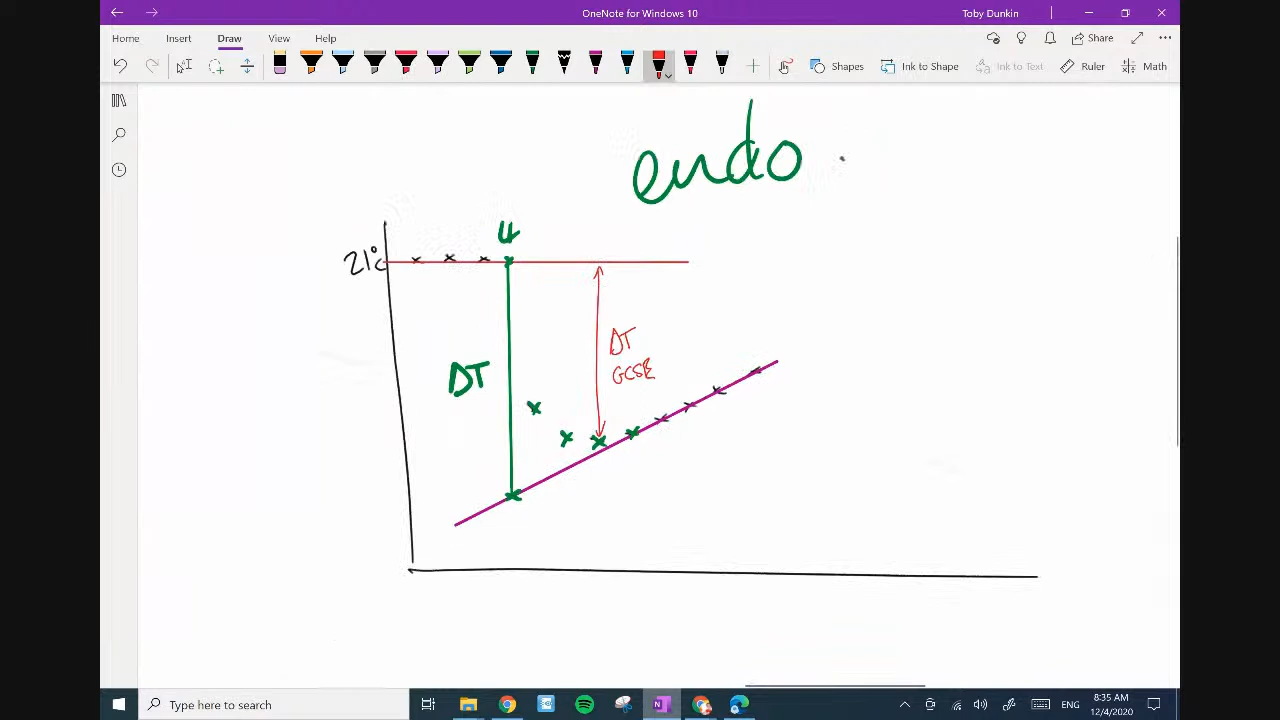 OneNote for Windows 10
Toby Dunkin
Home
Insert
Draw
View
Help
Share
Shapes
Ink to Shape
Ink to Text
Ruler
Math
endo
4
21°c
ΔT
ΔT
GCSE
Type here to search
ENG
8:35 AM
12/4/2020